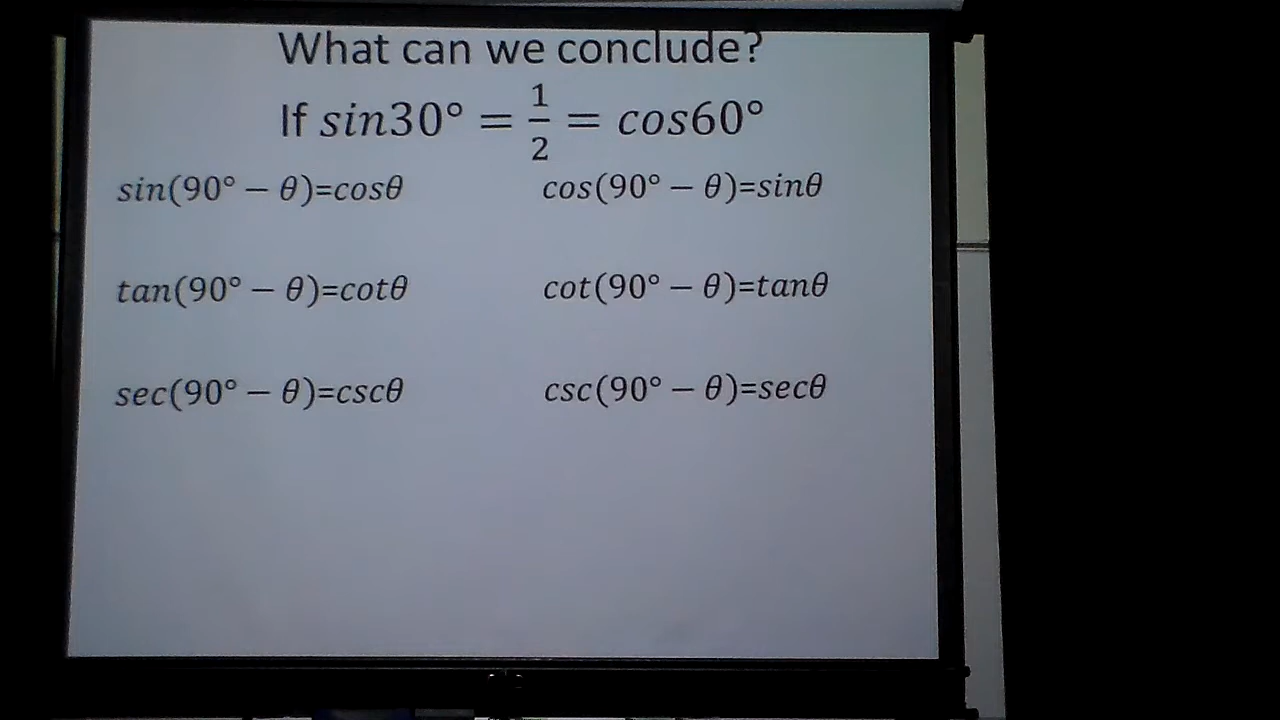 What can we conclude?
If sin30° = 1/2 = cos60°
sin(90° − θ)=cosθ cos(90° − θ)=sinθ
tan(90° − θ)=cotθ cot(90° − θ)=tanθ
sec(90° − θ)=cscθ csc(90° − θ)=secθ